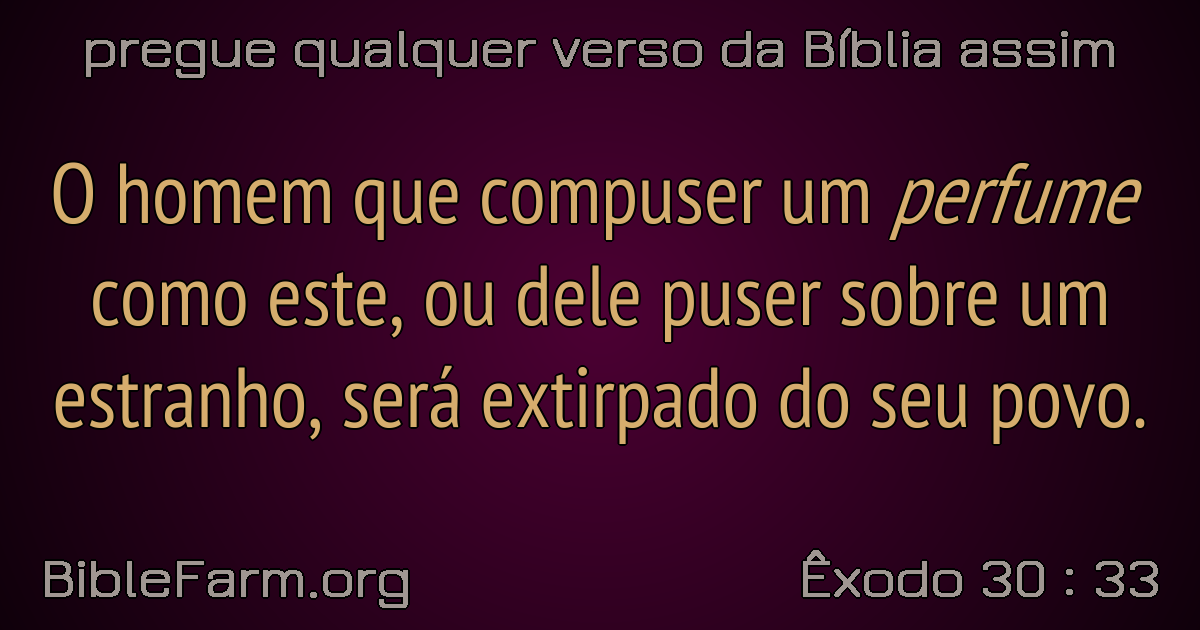 pregue qualquer verso da Bíblia assim
O homem que compuser um perfume
como este, ou dele puser sobre um
estranho, será extirpado do seu povo.
BibleFarm.org
Êxodo 30 : 33